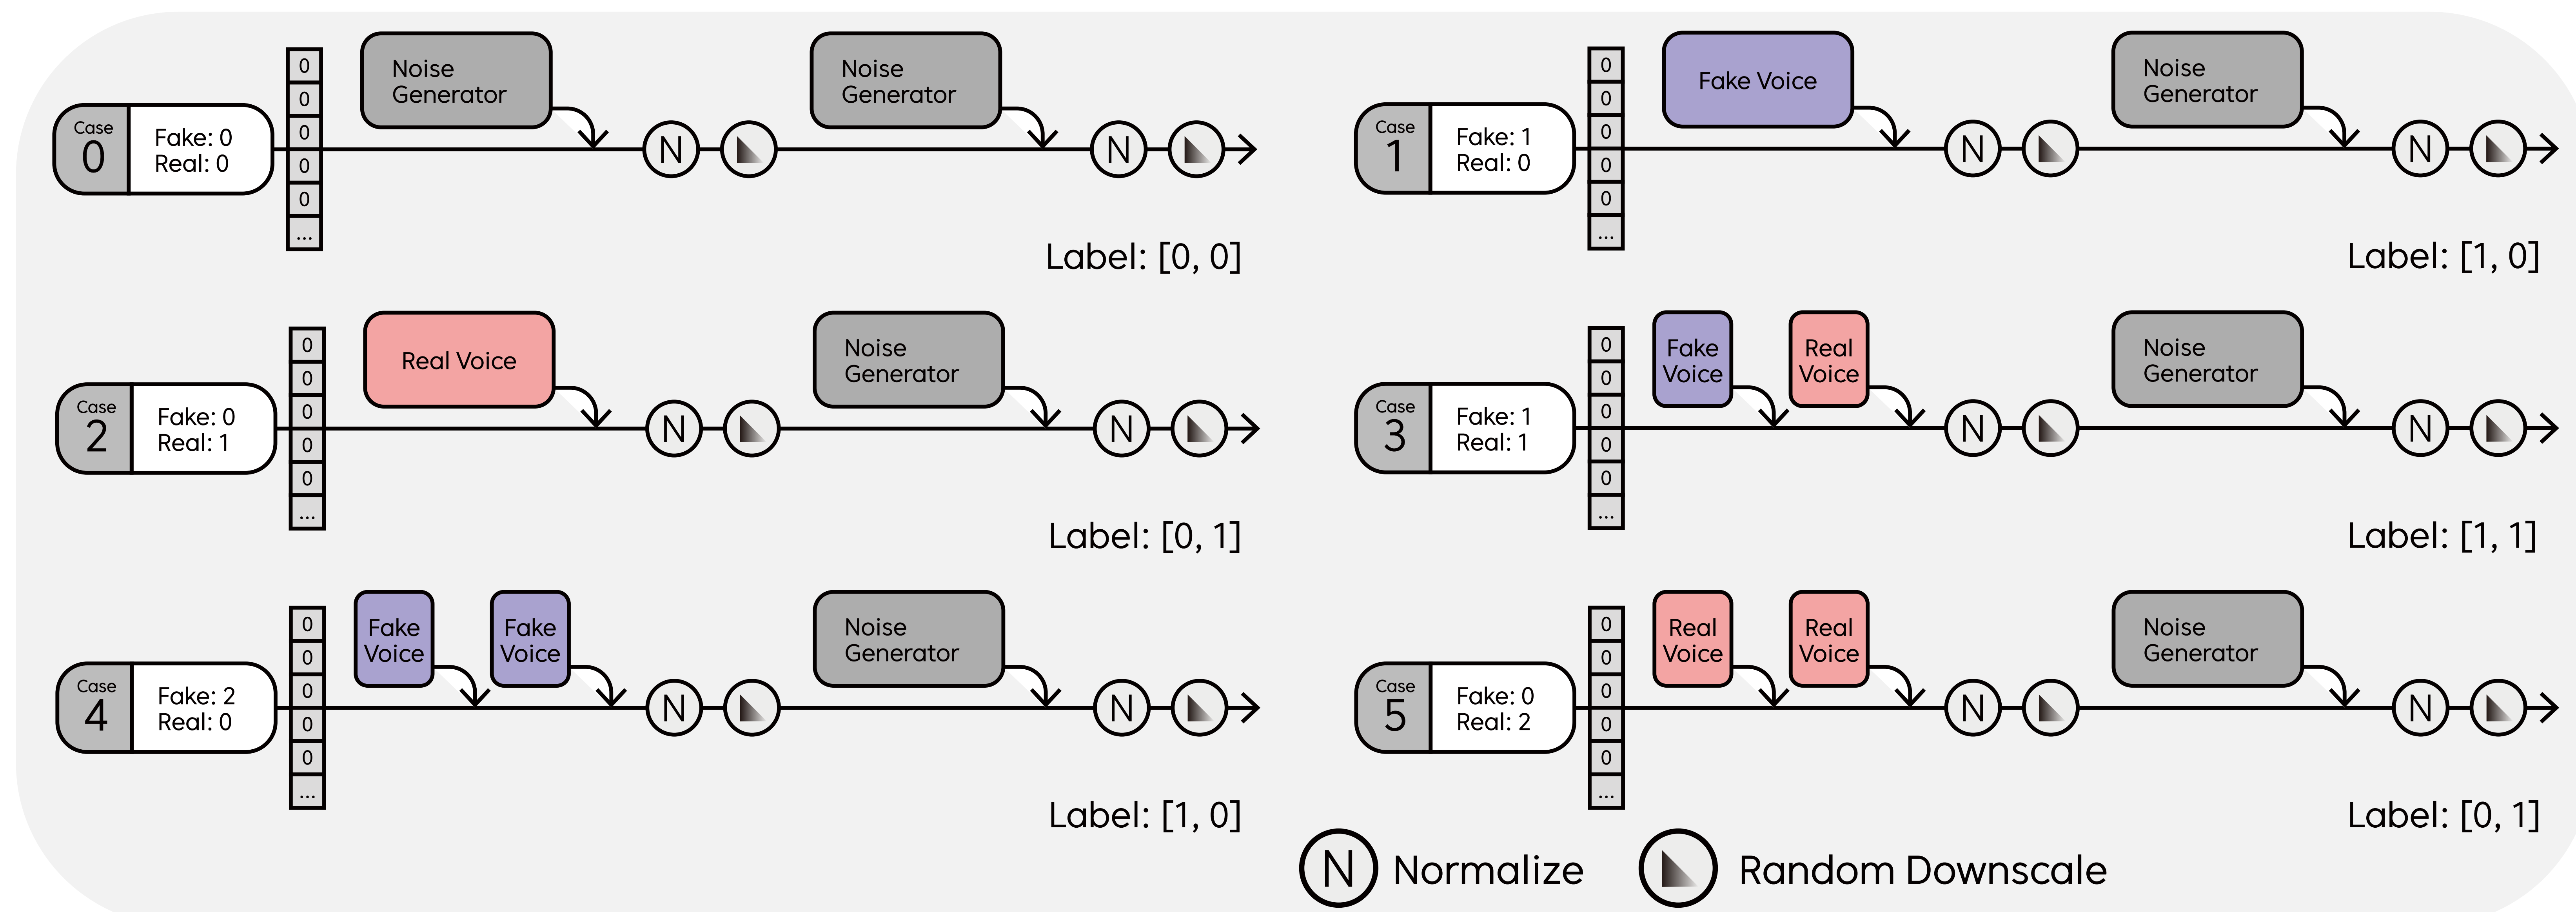 Case
0
Fake: 0
Real: 0
0
0
0
0
0
...
Noise
Generator
N
Noise
Generator
N
Label: [0, 0]
Case
1
Fake: 1
Real: 0
0
0
0
0
0
...
Fake Voice
N
Noise
Generator
N
Label: [1, 0]
Case
2
Fake: 0
Real: 1
0
0
0
0
0
...
Real Voice
N
Noise
Generator
N
Label: [0, 1]
Case
3
Fake: 1
Real: 1
0
0
0
0
0
...
Fake
Voice
Real
Voice
N
Noise
Generator
N
Label: [1, 1]
Case
4
Fake: 2
Real: 0
0
0
0
0
0
...
Fake
Voice
Fake
Voice
N
Noise
Generator
N
Label: [1, 0]
Case
5
Fake: 0
Real: 2
0
0
0
0
0
...
Real
Voice
Real
Voice
N
Noise
Generator
N
Label: [0, 1]
N Normalize
Random Downscale